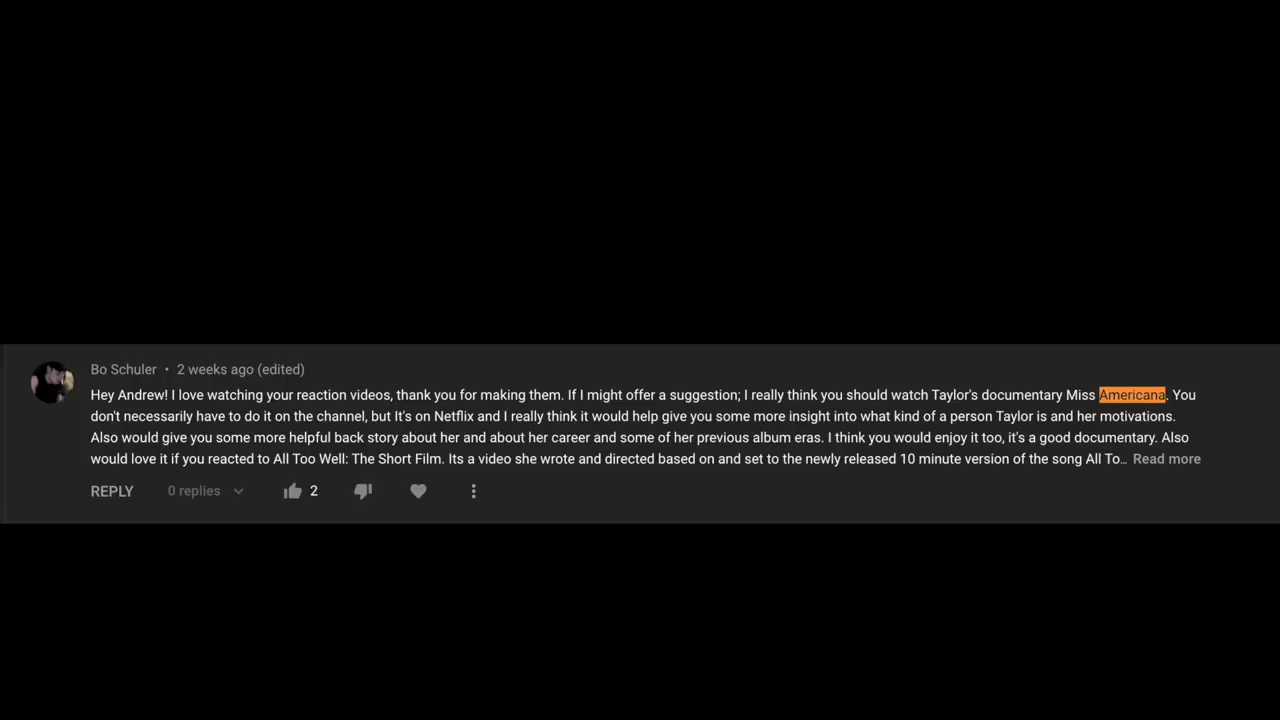 Bo Schuler • 2 weeks ago (edited)
Hey Andrew! I love watching your reaction videos, thank you for making them. If I might offer a suggestion; I really think you should watch Taylor's documentary Miss Americana. You
don't necessarily have to do it on the channel, but It's on Netflix and I really think it would help give you some more insight into what kind of a person Taylor is and her motivations.
Also would give you some more helpful back story about her and about her career and some of her previous album eras. I think you would enjoy it too, it's a good documentary. Also
would love it if you reacted to All Too Well: The Short Film. Its a video she wrote and directed based on and set to the newly released 10 minute version of the song All To... Read more
REPLY 0 replies 2